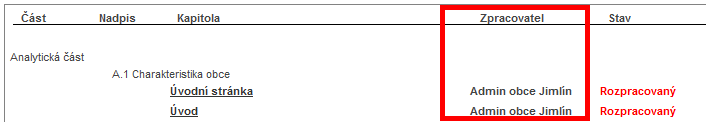 Část Nadpis Kapitola Zpracovatel Stav
Analytická část
A.1 Charakteristika obce
Úvodní stránka Admin obce Jimlín Rozpracovaný
Úvod Admin obce Jimlín Rozpracovaný